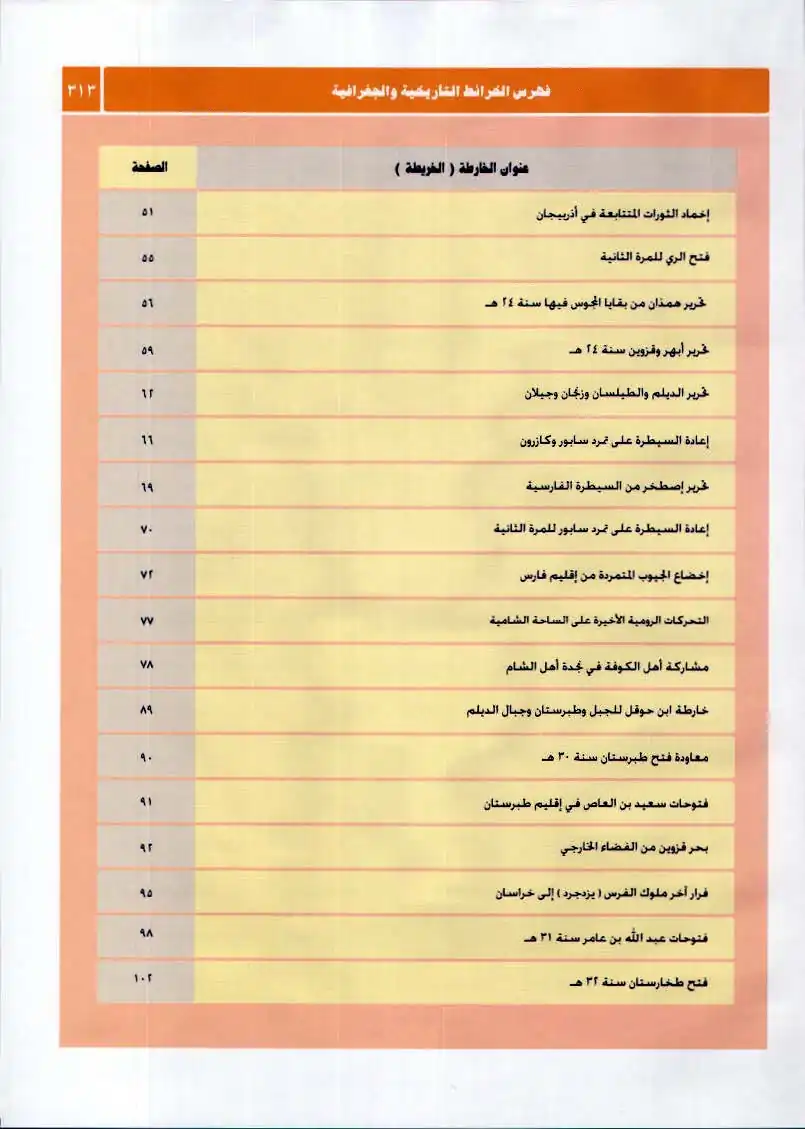 فهرس الخرائط التاريخية والجغرافية ٣١٣
عنوان الخارطة ( الخريطة ) الصفحة
إخماد الثورات المتتابعة في أذربيجان ٥١
فتح الري للمرة الثانية ٥٥
تحرير همذان من بقايا المجوس فيها سنة ٢٤ هـ ٥٦
تحرير أبهر وقزوين سنة ٢٤ هـ ٥٩
تحرير الديلم والطيلسان وزنجان وجيلان ٦٢
إعادة السيطرة على تمرد سابور وكازرون ٦٦
تحرير إصطخر من السيطرة الفارسية ٦٩
إعادة السيطرة على تمرد سابور للمرة الثانية ٧٠
إخضاع الجيوب المتمردة من إقليم فارس ٧٢
التحركات الرومية الأخيرة على الساحة الشامية ٧٧
مشاركة أهل الكوفة في نجدة أهل الشام ٧٨
خارطة ابن حوقل للجبل وطبرستان وجبال الديلم ٨٩
معاودة فتح طبرستان سنة ٣٠ هـ ٩٠
فتوحات سعيد بن العاص في إقليم طبرستان ٩١
بحر قزوين من الفضاء الخارجي ٩٢
فرار آخر ملوك الفرس ( يزدجرد ) إلى خراسان ٩٥
فتوحات عبد الله بن عامر سنة ٣١ هـ ٩٨
فتح طخارستان سنة ٣٢ هـ ١٠٢